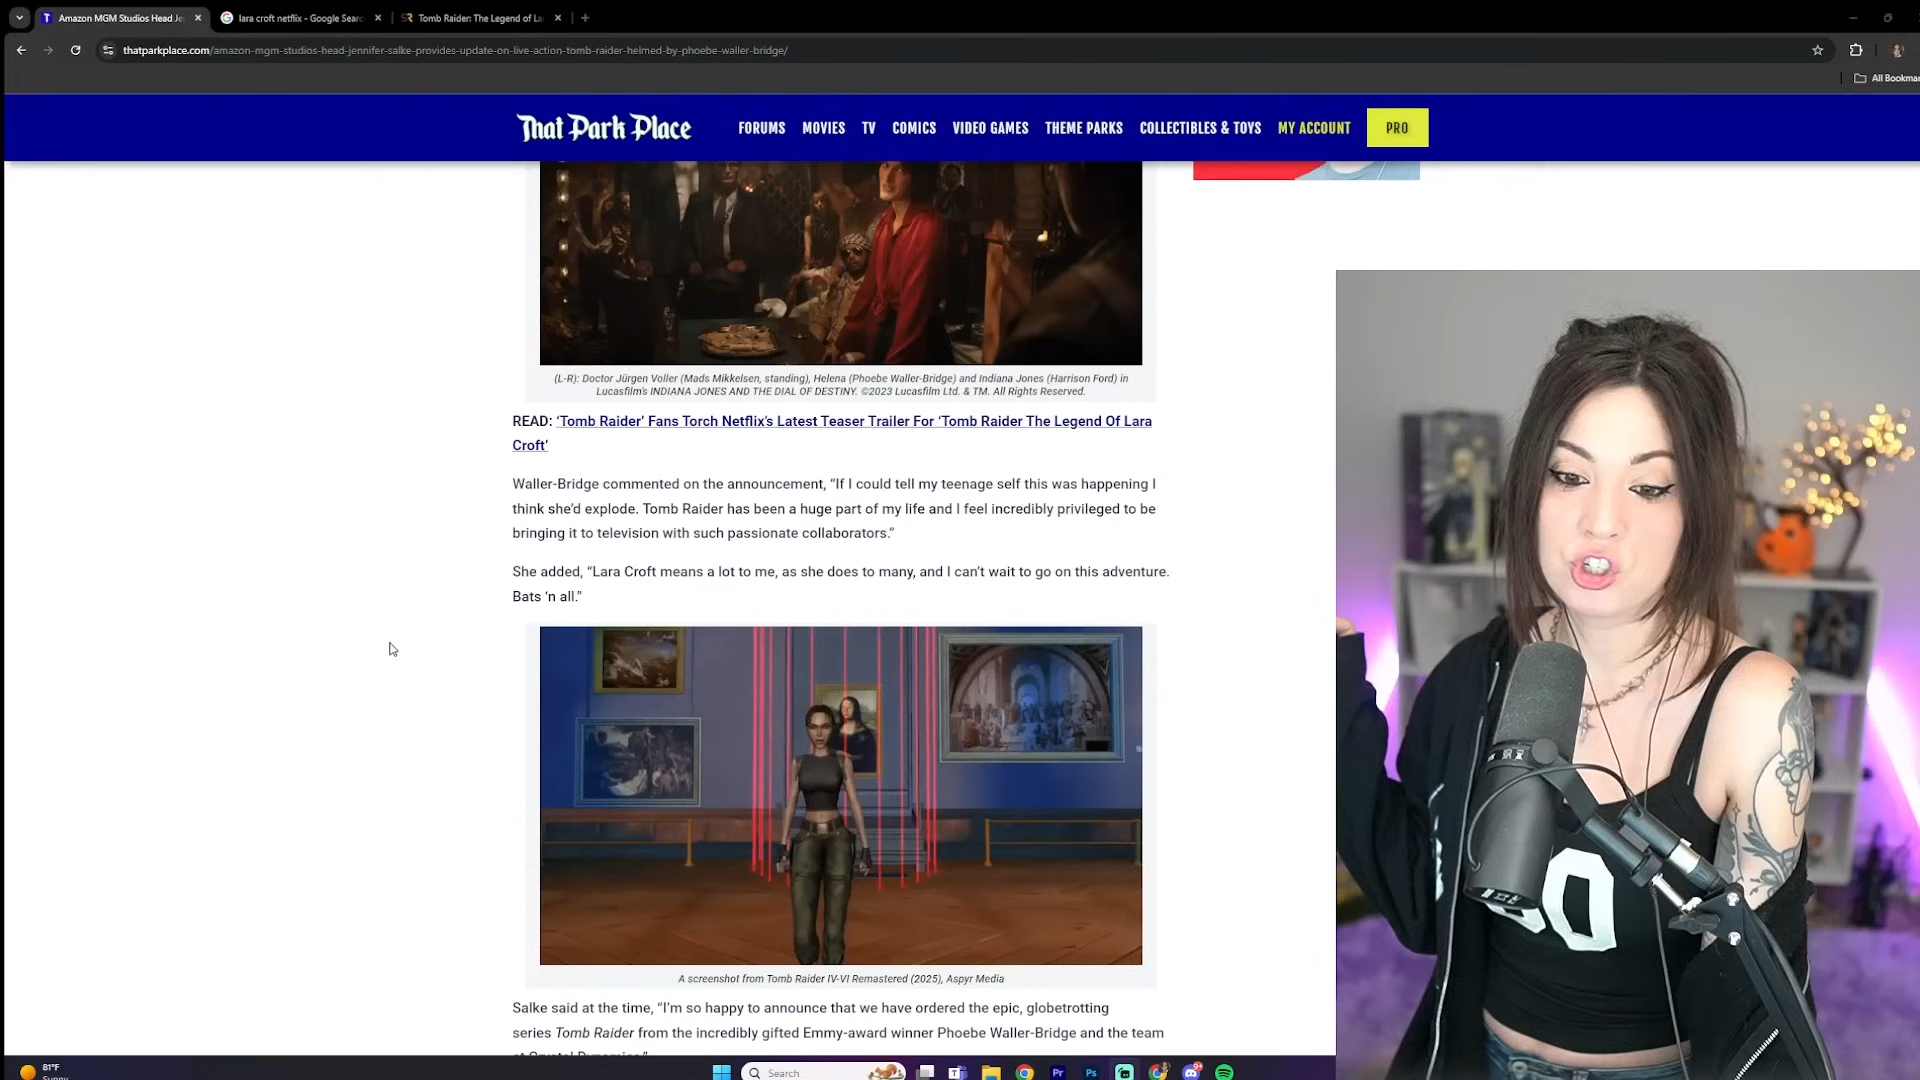 Amazon MGM Studios Head Je
lara croft netflix - Google Searc
Tomb Raider: The Legend of La
thatparkplace.com/amazon-mgm-studios-head-jennifer-salke-provides-update-on-live-action-tomb-raider-helmed-by-phoebe-waller-bridge/
All Bookma
That Park Place
FORUMS MOVIES TV COMICS VIDEO GAMES THEME PARKS COLLECTIBLES & TOYS MY ACCOUNT PRO
(L-R): Doctor Jürgen Voller (Mads Mikkelsen, standing), Helena (Phoebe Waller-Bridge) and Indiana Jones (Harrison Ford) in
Lucasfilm's INDIANA JONES AND THE DIAL OF DESTINY. ©2023 Lucasfilm Ltd. & TM. All Rights Reserved.
READ: ‘Tomb Raider’ Fans Torch Netflix’s Latest Teaser Trailer For ‘Tomb Raider The Legend Of Lara
Croft’
Waller-Bridge commented on the announcement, “If I could tell my teenage self this was happening I
think she’d explode. Tomb Raider has been a huge part of my life and I feel incredibly privileged to be
bringing it to television with such passionate collaborators.”
She added, “Lara Croft means a lot to me, as she does to many, and I can’t wait to go on this adventure.
Bats ‘n all.”
A screenshot from Tomb Raider IV-VI Remastered (2025), Aspyr Media
Salke said at the time, “I’m so happy to announce that we have ordered the epic, globetrotting
series Tomb Raider from the incredibly gifted Emmy-award winner Phoebe Waller-Bridge and the team
at Crystal Dynamics.”
81°F
Sunny
Search
Pr
Ps